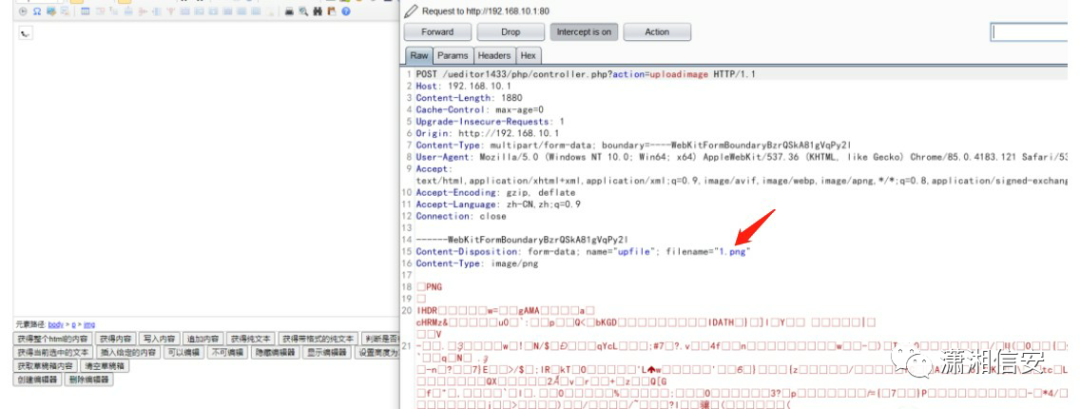 Request to http://192.168.10.1:80
Forward Drop Intercept is on Action
Raw Params Headers Hex
1 POST /ueditor1433/php/controller.php?action=uploadimage HTTP/1.1
2 Host: 192.168.10.1
3 Content-Length: 1880
4 Cache-Control: max-age=0
5 Upgrade-Insecure-Requests: 1
6 Origin: http://192.168.10.1
7 Content-Type: multipart/form-data; boundary=----WebKitFormBoundaryBzrQSkA81gVqPy2l
8 User-Agent: Mozilla/5.0 (Windows NT 10.0; Win64; x64) AppleWebKit/537.36 (KHTML, like Gecko) Chrome/85.0.4183.121 Safari/53
9 Accept:
text/html,application/xhtml+xml,application/xml;q=0.9,image/avif,image/webp,image/apng,*/*;q=0.8,application/signed-exchang
10 Accept-Encoding: gzip, deflate
11 Accept-Language: zh-CN,zh;q=0.9
12 Connection: close
13
14 ------WebKitFormBoundaryBzrQSkA81gVqPy2l
15 Content-Disposition: form-data; name="upfile"; filename="1.png"
16 Content-Type: image/png
17
18 PNG
19
20 IHDR gAMA
cHRMz& bKGD IDATH
21
元素路径: body > p > img
获得整个html的内容 获得内容 写入内容 追加内容 获得纯文本 获得带格式的纯文本 判断是否
获得当前选中的文本 插入给定的内容 可以编辑 不可编辑 隐藏编辑器 显示编辑器 设置高度为
获取草稿箱内容 清空草稿箱
创建编辑器 删除编辑器
潇湘信安